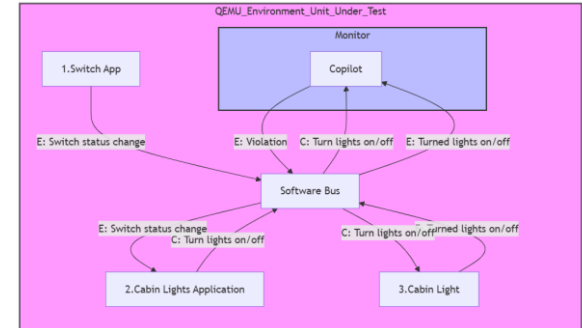 QEMU_Environment_Unit_Under_Test
Monitor
1.Switch App
Copilot
E: Switch status change
E: Violation
C: Turn lights on/off
E: Turned lights on/off
Software Bus
E: Switch status change
C: Turn lights on/off
C: Turn lights on/off
Turned lights on/off
2.Cabin Lights Application
3.Cabin Light